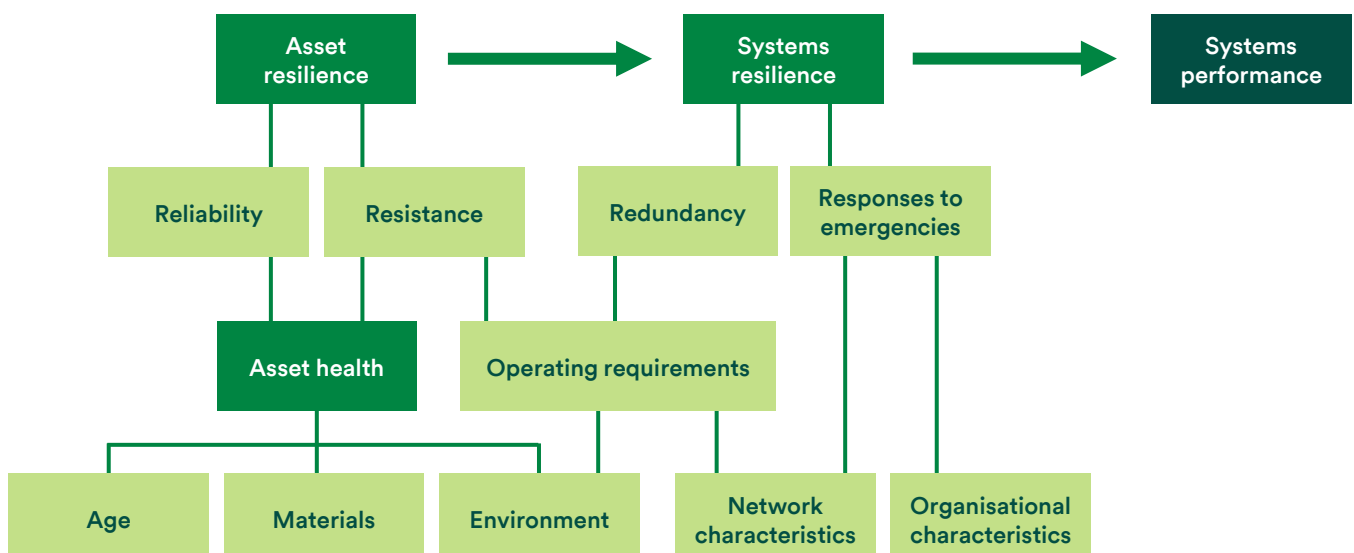 Asset
resilience
Systems
resilience
Systems
performance
Reliability
Resistance
Redundancy
Responses to
emergencies
Asset health
Operating requirements
Age
Materials
Environment
Network
characteristics
Organisational
characteristics